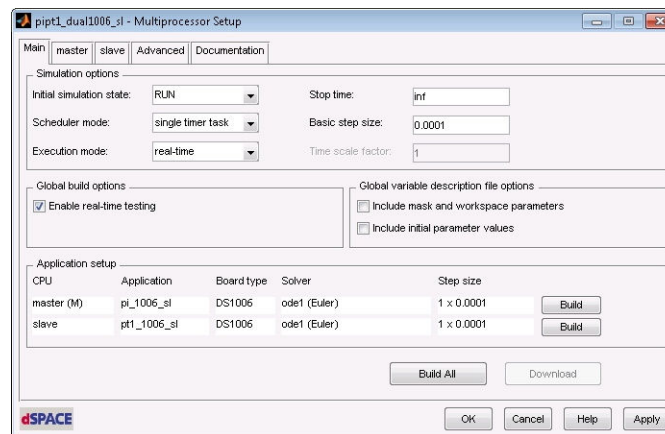 pipt1_dual1006_sl - Multiprocessor Setup
Main master slave Advanced Documentation
Simulation options
Initial simulation state: RUN Stop time: inf
Scheduler mode: single timer task Basic step size: 0.0001
Execution mode: real-time Time scale factor: 1
Global build options Global variable description file options
Enable real-time testing Include mask and workspace parameters
Include initial parameter values
Application setup
CPU Application Board type Solver Step size
master (M) pi_1006_sl DS1006 ode1 (Euler) 1 x 0.0001 Build
slave pt1_1006_sl DS1006 ode1 (Euler) 1 x 0.0001 Build
Build All Download
dSPACE OK Cancel Help Apply